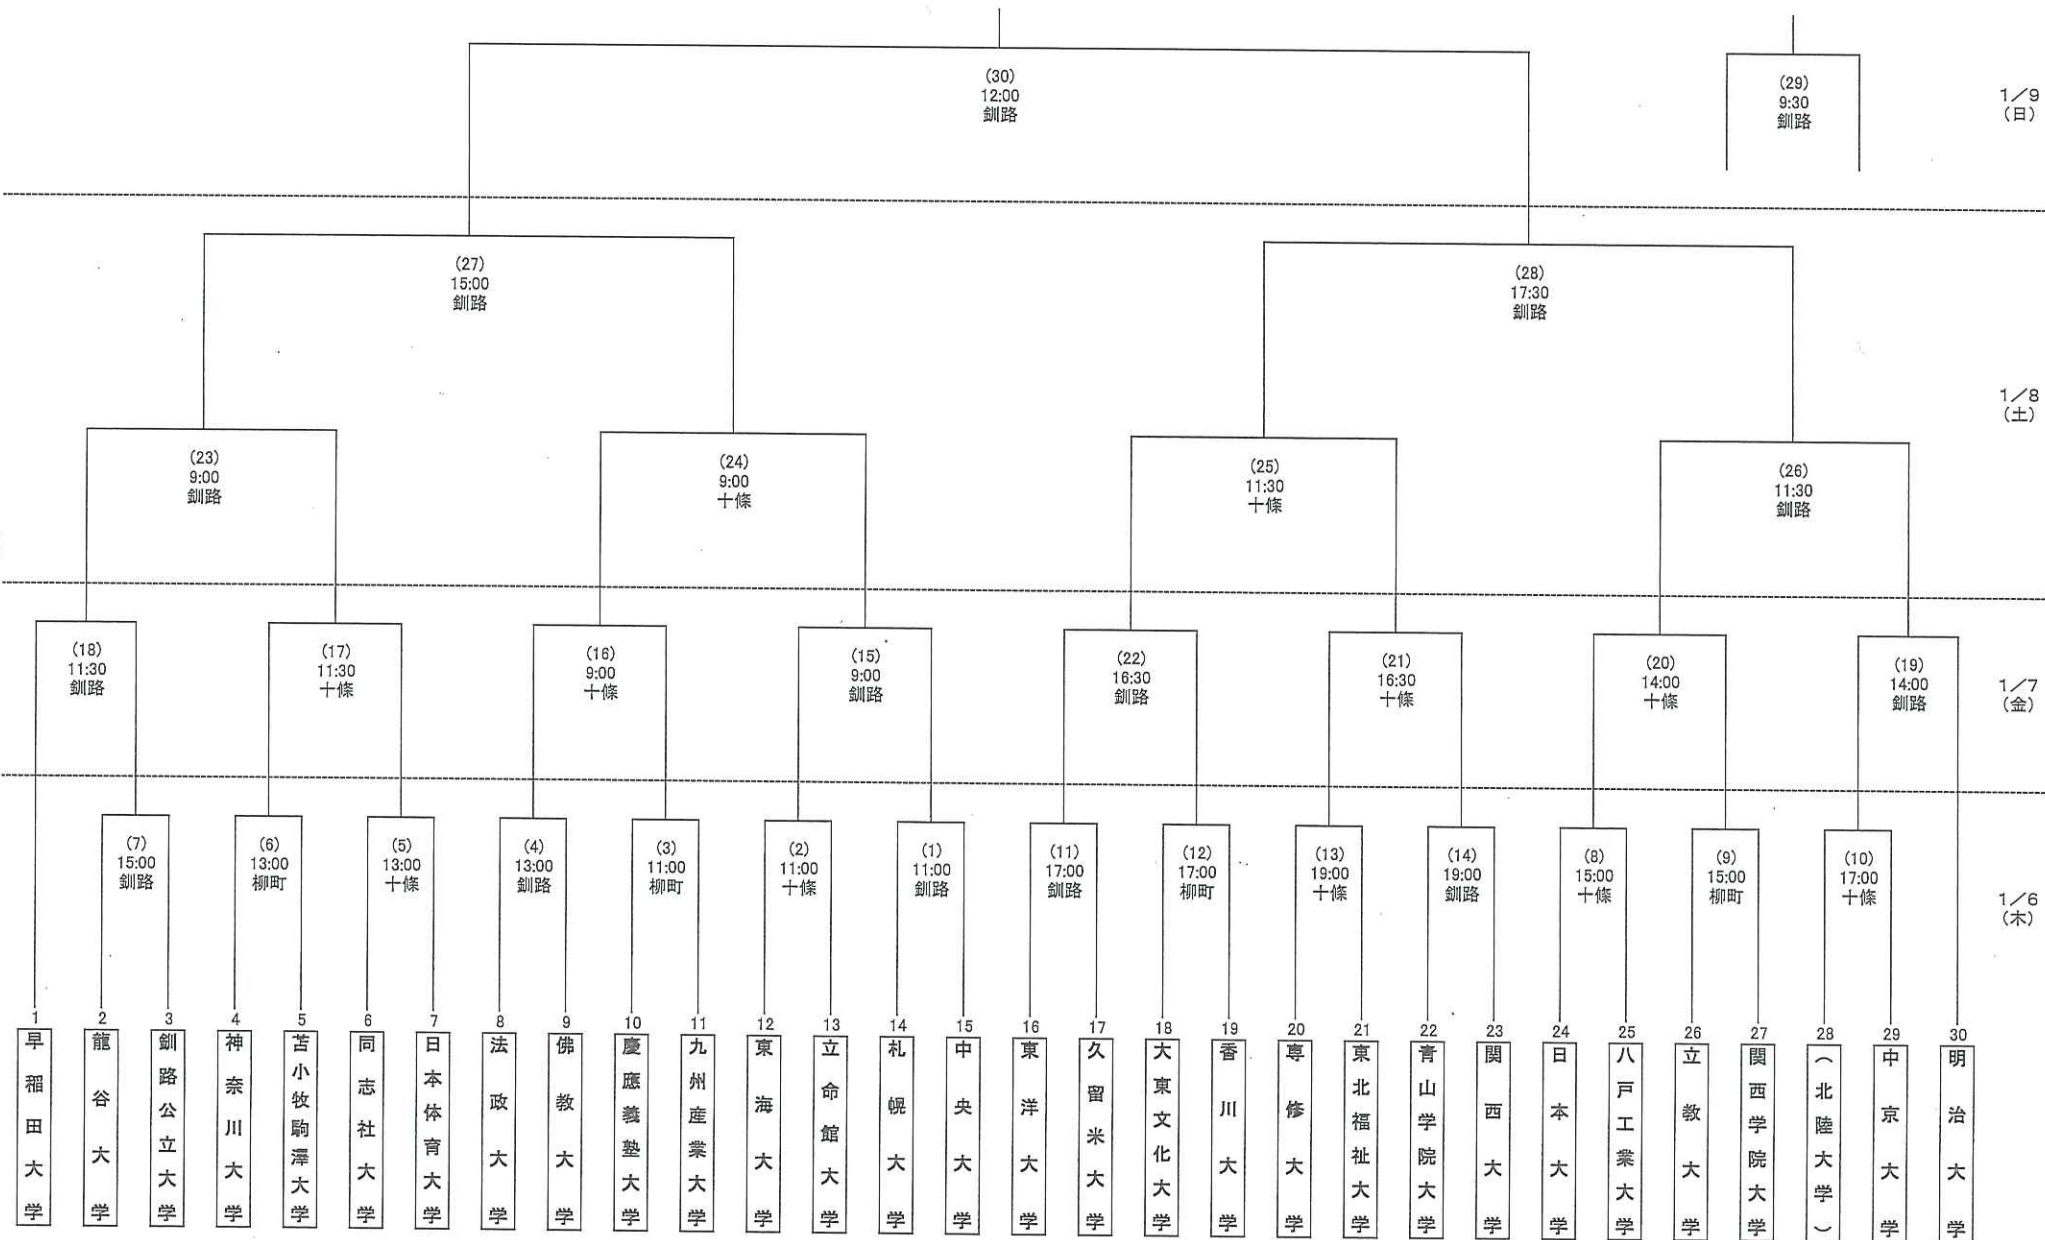 (30)
12:00
釧路
(29)
9:30
釧路
1/9
(日)
(27)
15:00
釧路
(28)
17:30
釧路
1/8
(土)
(23)
9:00
釧路
(24)
9:00
十條
(25)
11:30
十條
(26)
11:30
釧路
(18)
11:30
釧路
(17)
11:30
十條
(16)
9:00
十條
(15)
9:00
釧路
(22)
16:30
釧路
(21)
16:30
十條
(20)
14:00
十條
(19)
14:00
釧路
1/7
(金)
(7)
15:00
釧路
(6)
13:00
柳町
(5)
13:00
十條
(4)
13:00
釧路
(3)
11:00
柳町
(2)
11:00
十條
(1)
11:00
釧路
(11)
17:00
釧路
(12)
17:00
柳町
(13)
19:00
十條
(14)
19:00
釧路
(8)
15:00
十條
(9)
15:00
柳町
(10)
17:00
十條
1/6
(木)
1
早稲田大学
2
龍谷大学
3
釧路公立大学
4
神奈川大学
5
苫小牧駒澤大学
6
同志社大学
7
日本体育大学
8
法政大学
9
佛教大学
10
慶應義塾大学
11
九州産業大学
12
東海大学
13
立命館大学
14
札幌大学
15
中央大学
16
東洋大学
17
久留米大学
18
大東文化大学
19
香川大学
20
専修大学
21
東北福祉大学
22
青山学院大学
23
関西大学
24
日本大学
25
八戸工業大学
26
立教大学
27
関西学院大学
28
(北陸大学)
29
中京大学
30
明治大学